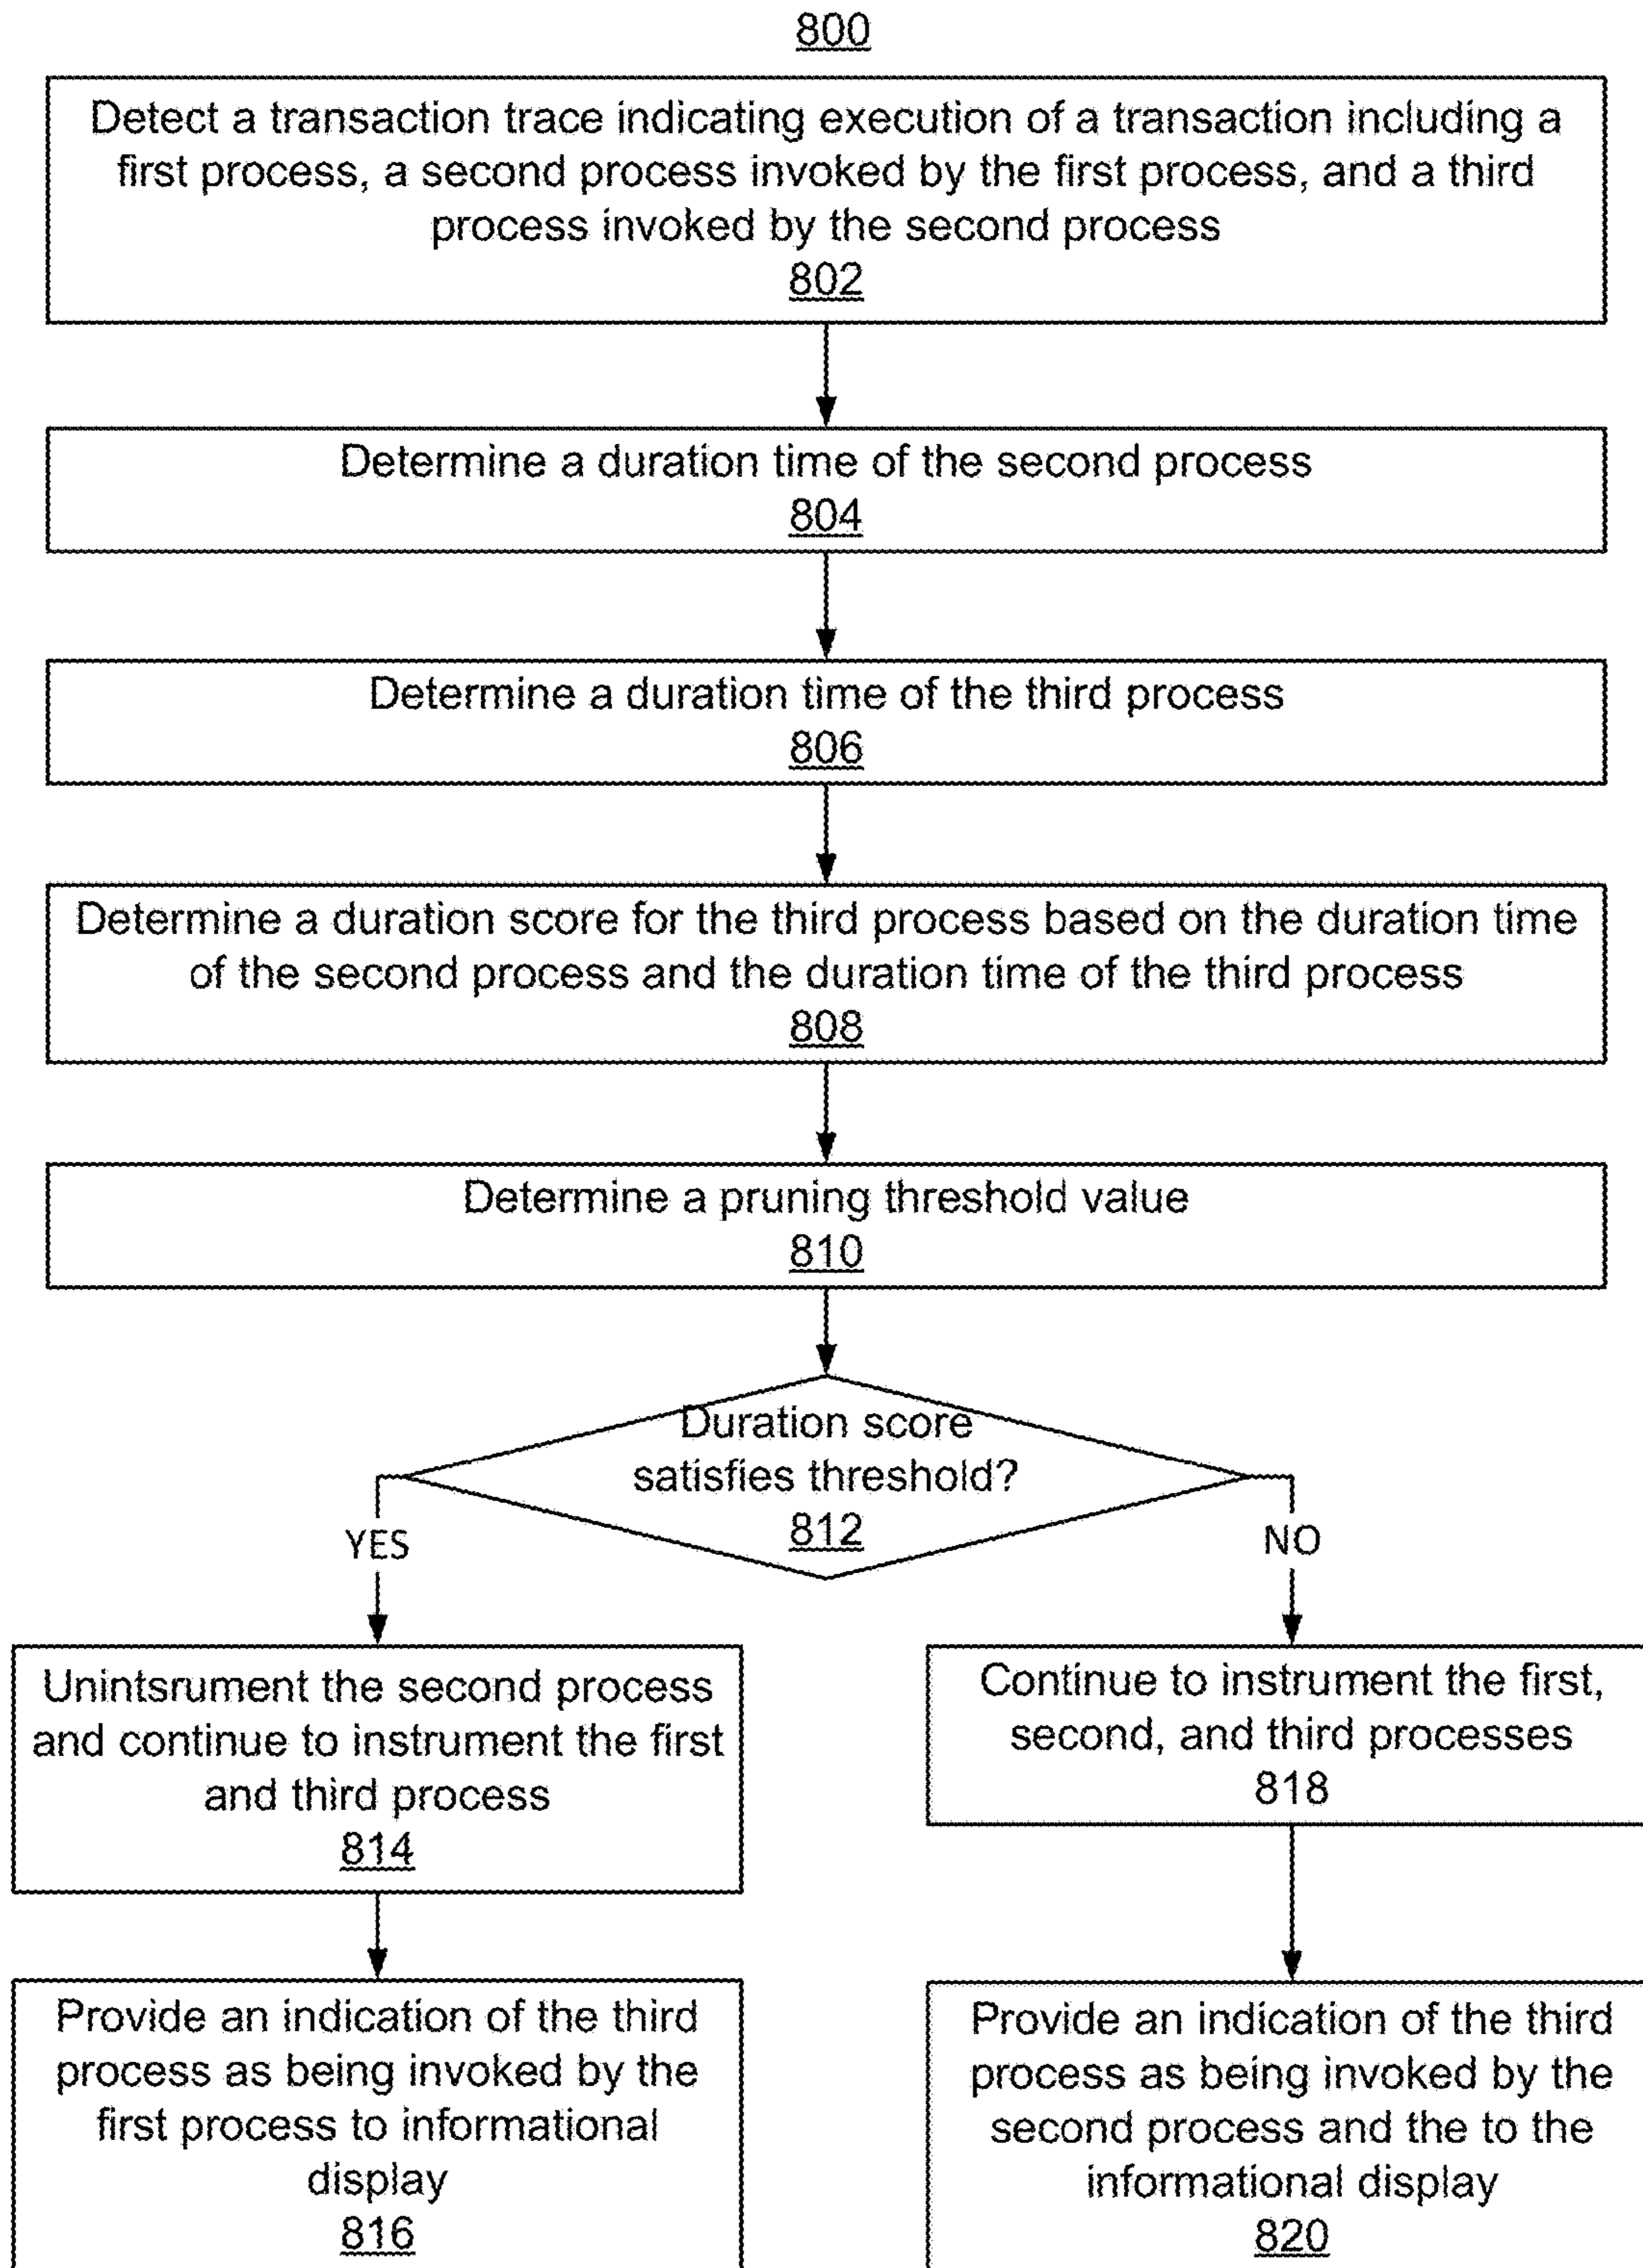 800
Detect a transaction trace indicating execution of a transaction including a
first process, a second process invoked by the first process, and a third
process invoked by the second process
802
Determine a duration time of the second process
804
Determine a duration time of the third process
806
Determine a duration score for the third process based on the duration time
of the second process and the duration time of the third process
808
Determine a pruning threshold value
810
Duration score
satisfies threshold?
812
YES
NO
Unintsrument the second process
and continue to instrument the first
and third process
814
Continue to instrument the first,
second, and third processes
818
Provide an indication of the third
process as being invoked by the
first process to informational
display
816
Provide an indication of the third
process as being invoked by the
second process and the to the
informational display
820